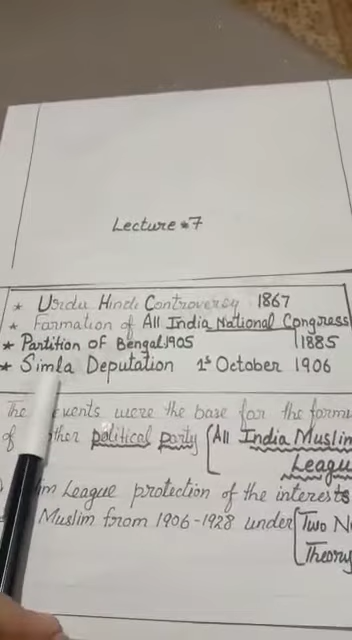 Lecture *7
* Urdu Hindi Controversy 1867
* Formation of All India National Congress
1885
* Partition of Bengal 1905
* Simla Deputation 1st October 1906
The events were the base for the
of other political party (All India Muslim
League
League protection of the interests
Muslim from 1906-1928 under Two
Theory